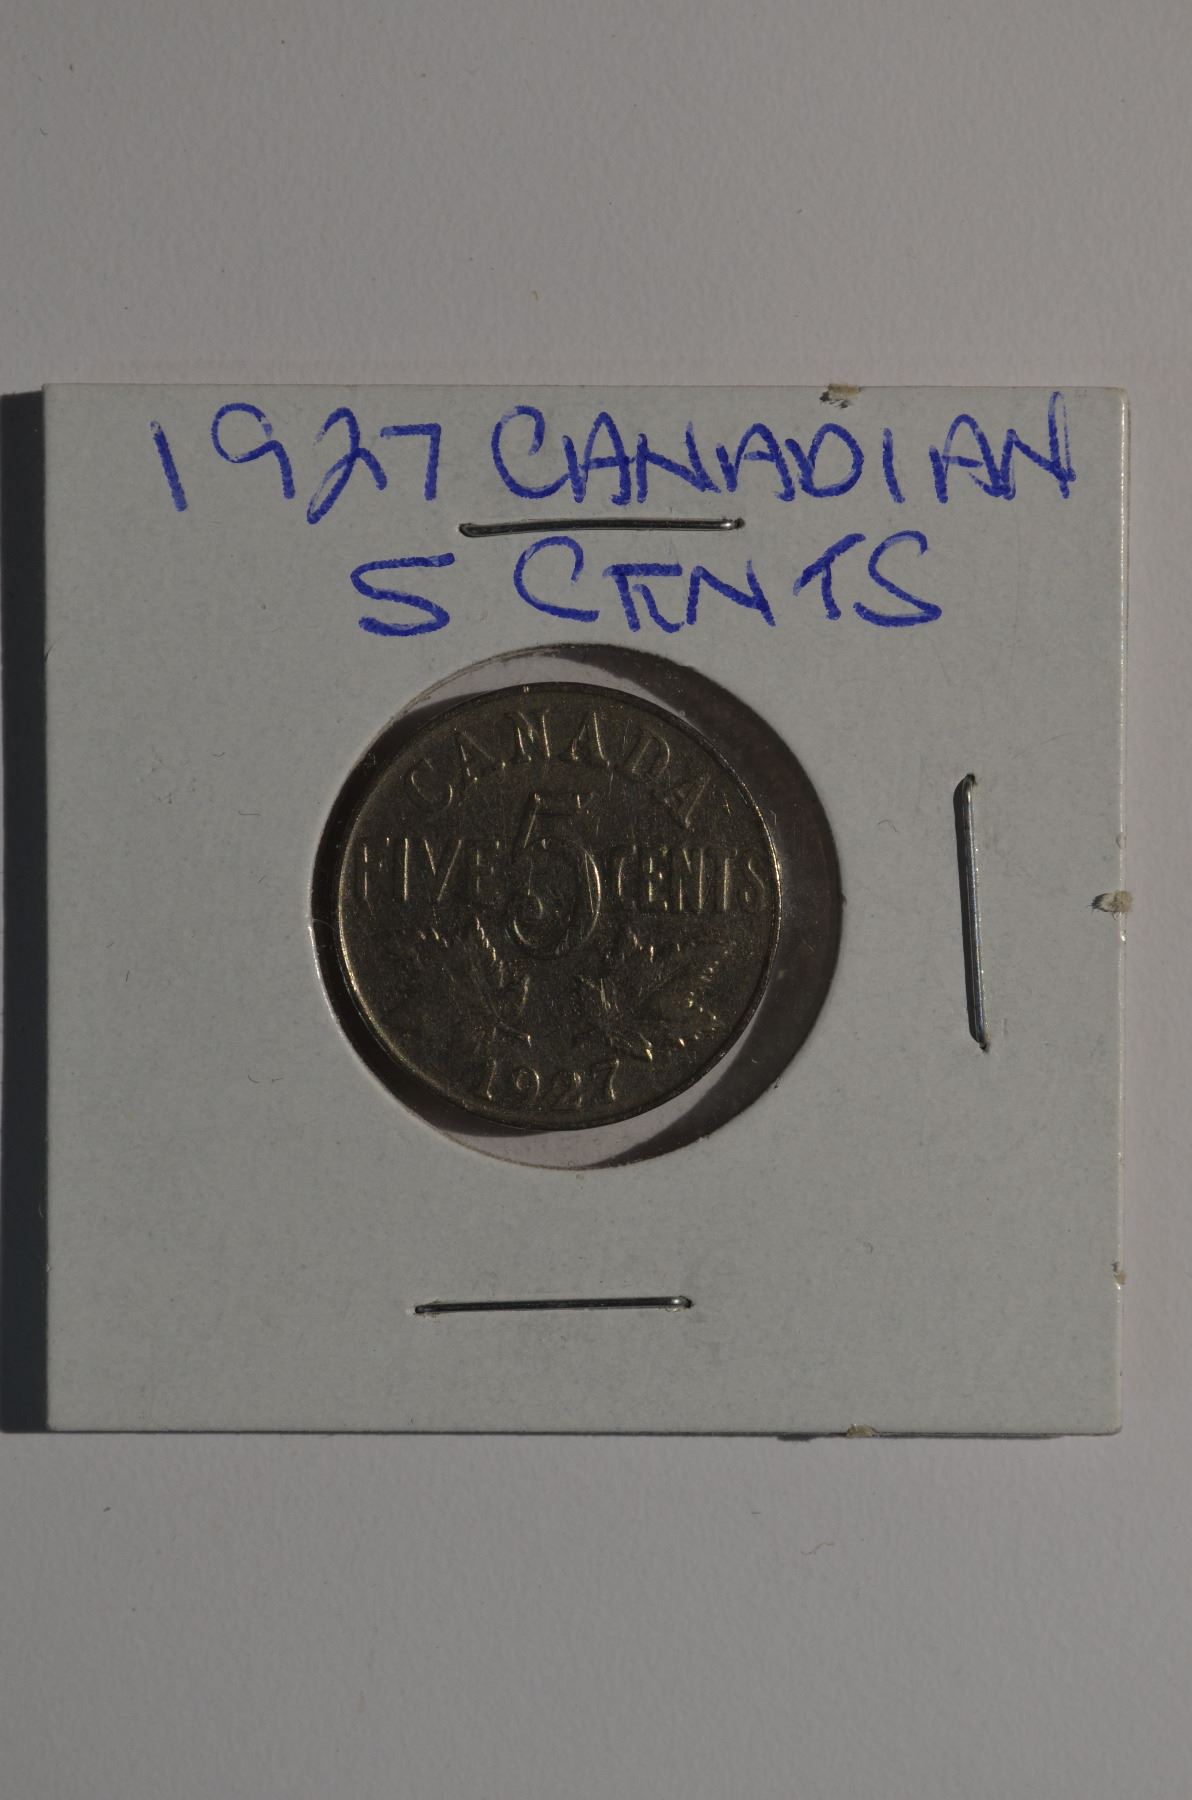 1927 CANADIAN
5 CENTS
CANADA
FIVE 5 CENTS
1927